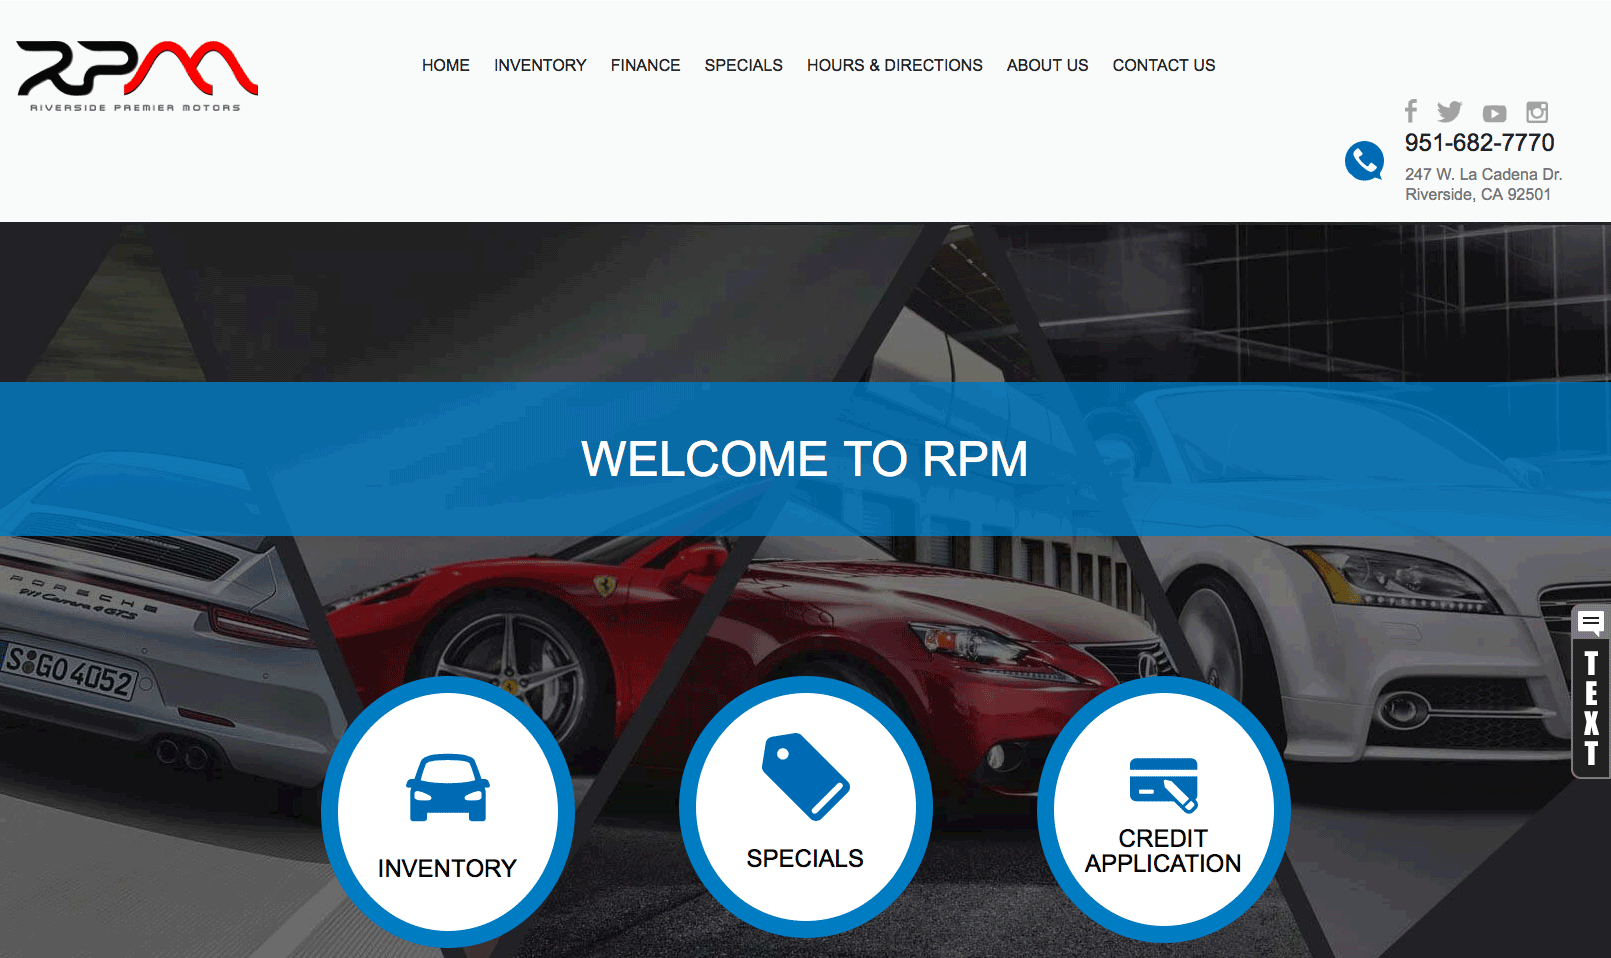 RPM
RIVERSIDE PREMIER MOTORS
HOME INVENTORY FINANCE SPECIALS HOURS & DIRECTIONS ABOUT US CONTACT US
951-682-7770
247 W. La Cadena Dr.
Riverside, CA 92501
WELCOME TO RPM
PORSCHE
911 Carrera 4 GTS
S GO 4052
TEXT
INVENTORY
SPECIALS
CREDIT
APPLICATION